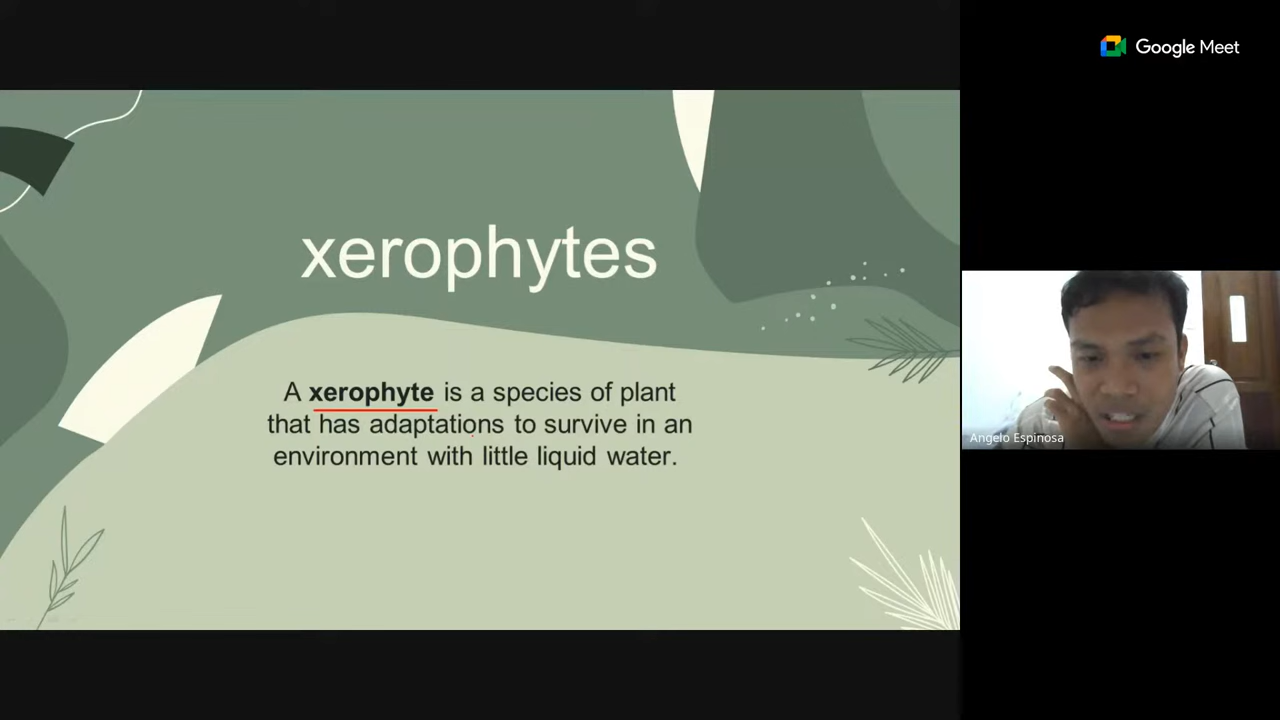 Google Meet
xerophytes
A xerophyte is a species of plant
that has adaptations to survive in an
environment with little liquid water.
Angelo Espinosa